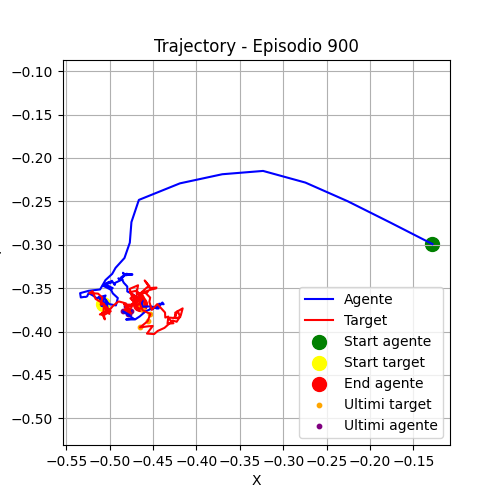 Trajectory - Episodio 900
−0.10
−0.15
−0.20
−0.25
−0.30
−0.35
−0.40
−0.45
−0.50
Agente
Target
Start agente
Start target
End agente
Ultimi target
Ultimi agente
−0.55 −0.50 −0.45 −0.40 −0.35 −0.30 −0.25 −0.20 −0.15
X